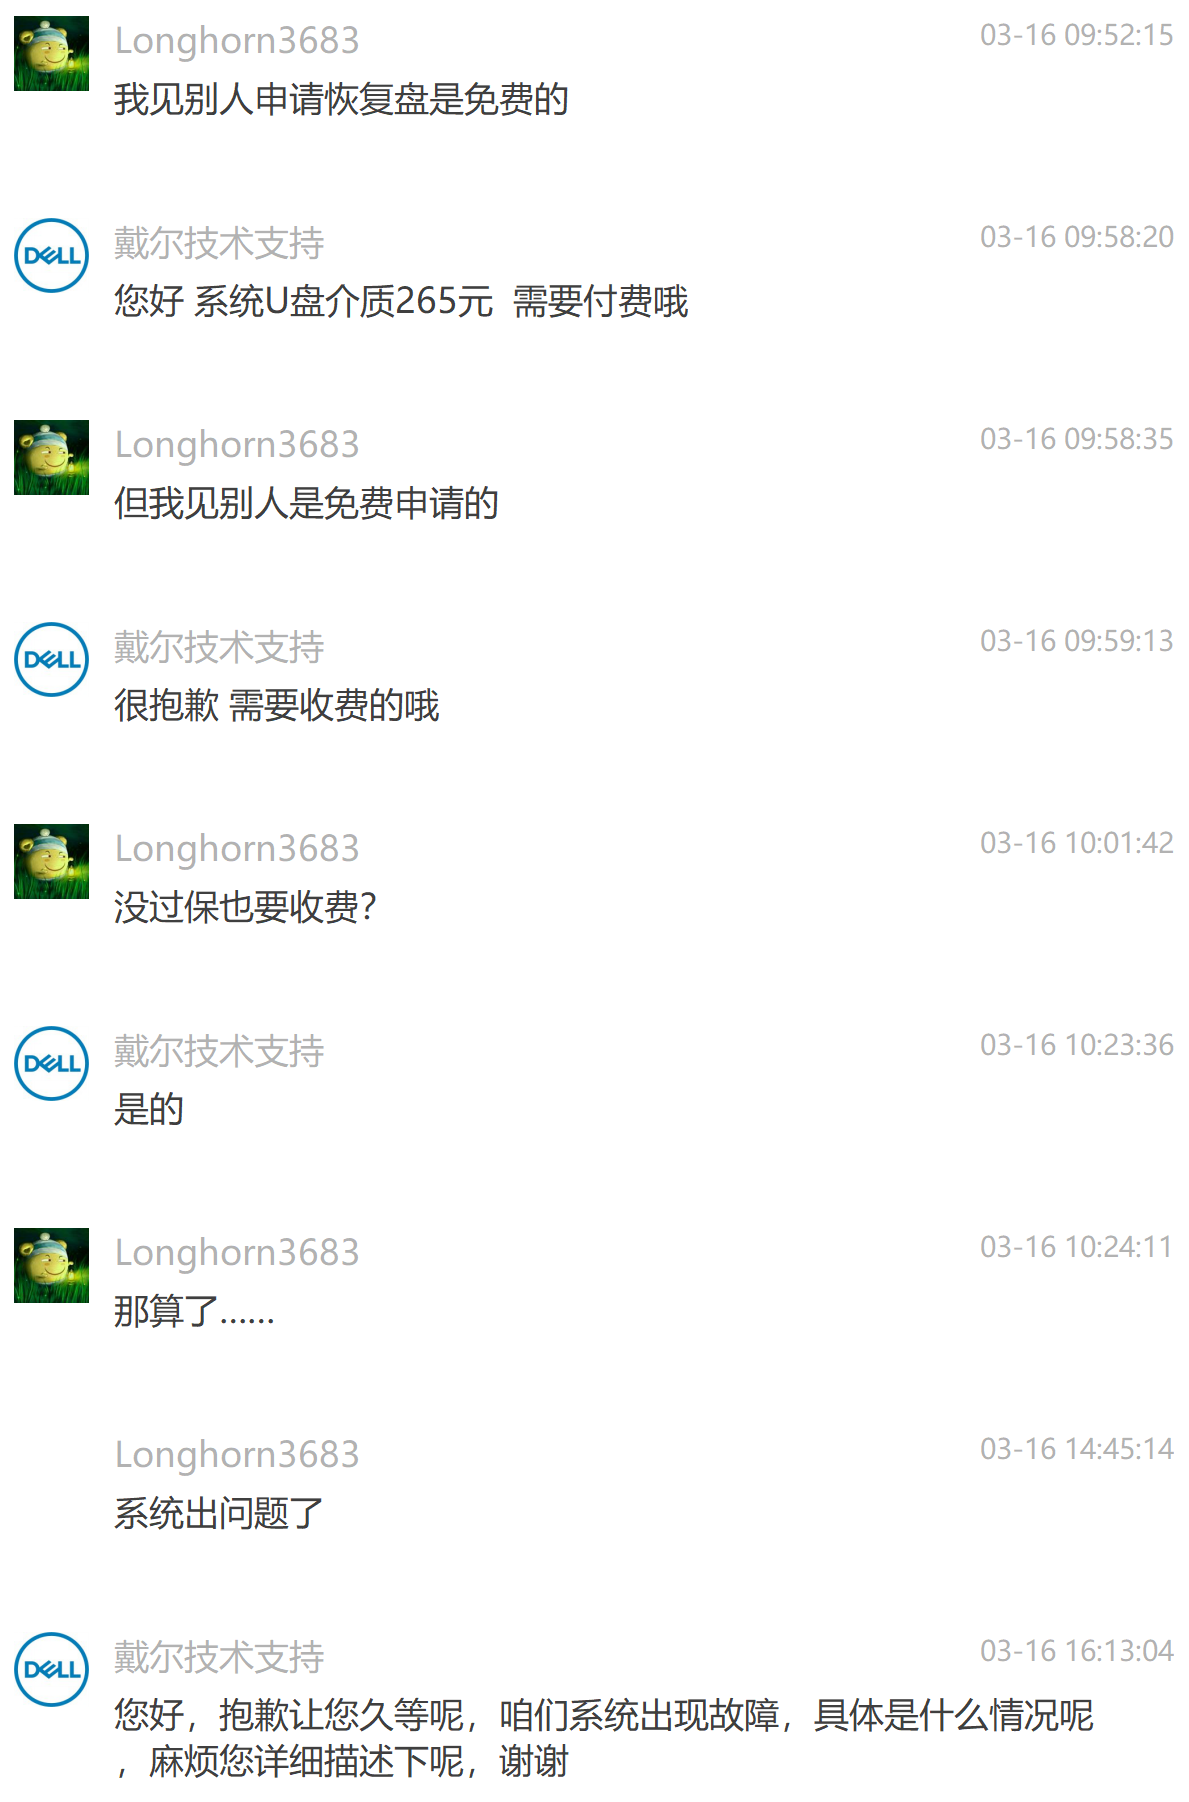 Longhorn3683
03-16 09:52:15
我见别人申请恢复盘是免费的
DELL
戴尔技术支持
03-16 09:58:20
您好 系统U盘介质265元  需要付费哦
Longhorn3683
03-16 09:58:35
但我见别人是免费申请的
DELL
戴尔技术支持
03-16 09:59:13
很抱歉 需要收费的哦
Longhorn3683
03-16 10:01:42
没过保也要收费？
DELL
戴尔技术支持
03-16 10:23:36
是的
Longhorn3683
03-16 10:24:11
那算了......
Longhorn3683
03-16 14:45:14
系统出问题了
DELL
戴尔技术支持
03-16 16:13:04
您好，抱歉让您久等呢，咱们系统出现故障，具体是什么情况呢
，麻烦您详细描述下呢，谢谢